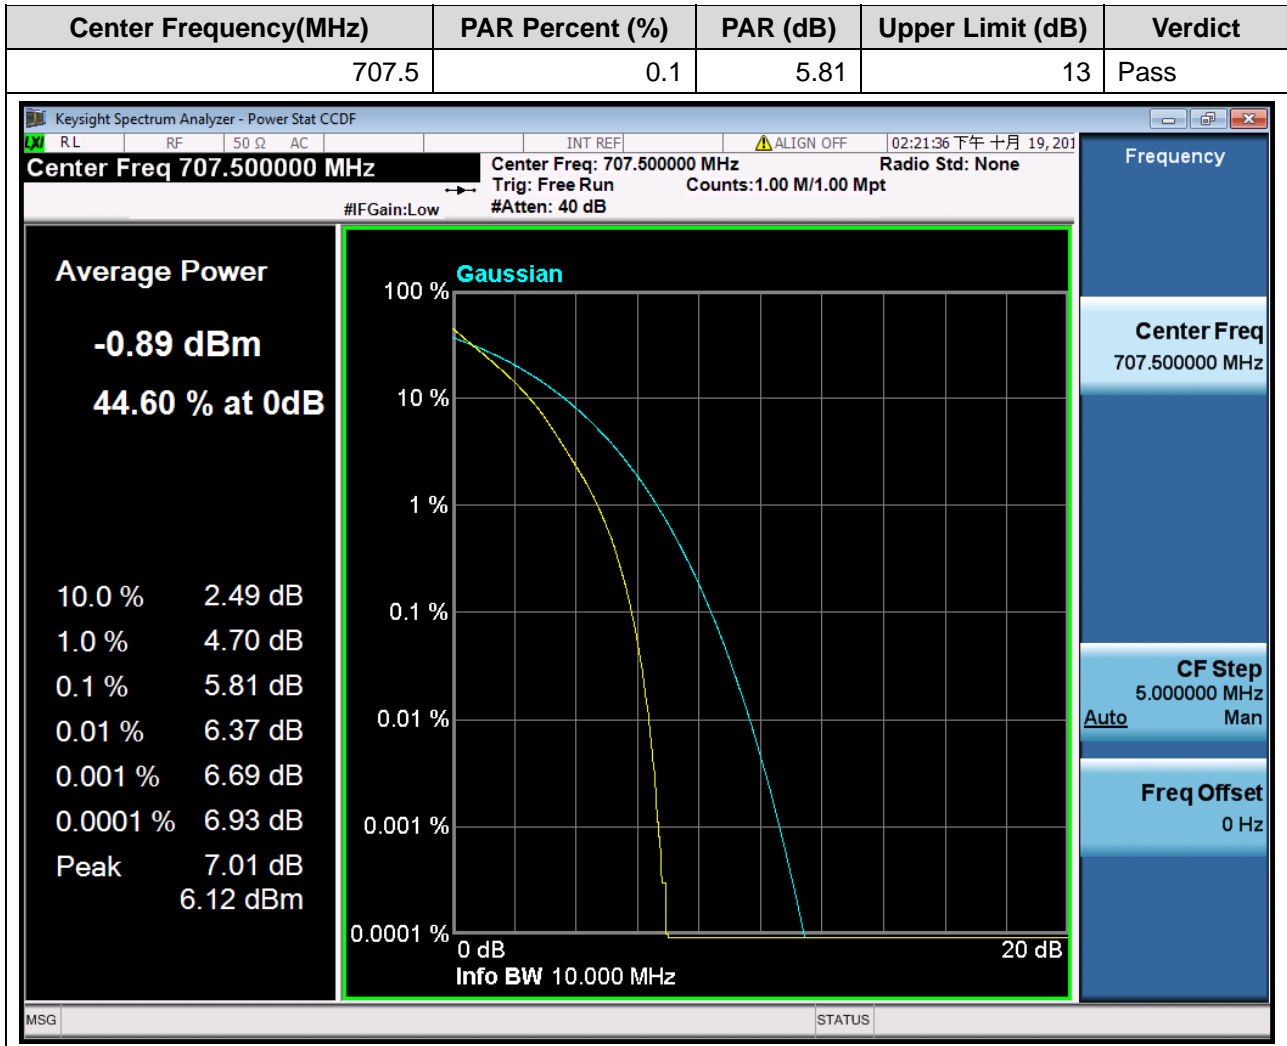 Center Frequency(MHz) PAR Percent (%) PAR (dB) Upper Limit (dB) Verdict
707.5 0.1 5.81 13 Pass
Keysight Spectrum Analyzer - Power Stat CCDF
LXI RL RF 50 Ω AC INT REF ALIGN OFF 02:21:36 下午 十月 19, 201
Center Freq 707.500000 MHz
Center Freq: 707.500000 MHz Radio Std: None
Trig: Free Run Counts:1.00 M/1.00 Mpt
#IFGain:Low #Atten: 40 dB
Average Power
-0.89 dBm
44.60 % at 0dB
10.0 % 2.49 dB
1.0 % 4.70 dB
0.1 % 5.81 dB
0.01 % 6.37 dB
0.001 % 6.69 dB
0.0001 % 6.93 dB
Peak 7.01 dB
6.12 dBm
Gaussian
100 %
10 %
1 %
0.1 %
0.01 %
0.001 %
0.0001 %
0 dB 20 dB
Info BW 10.000 MHz
Frequency
Center Freq
707.500000 MHz
CF Step
5.000000 MHz
Auto Man
Freq Offset
0 Hz
MSG STATUS